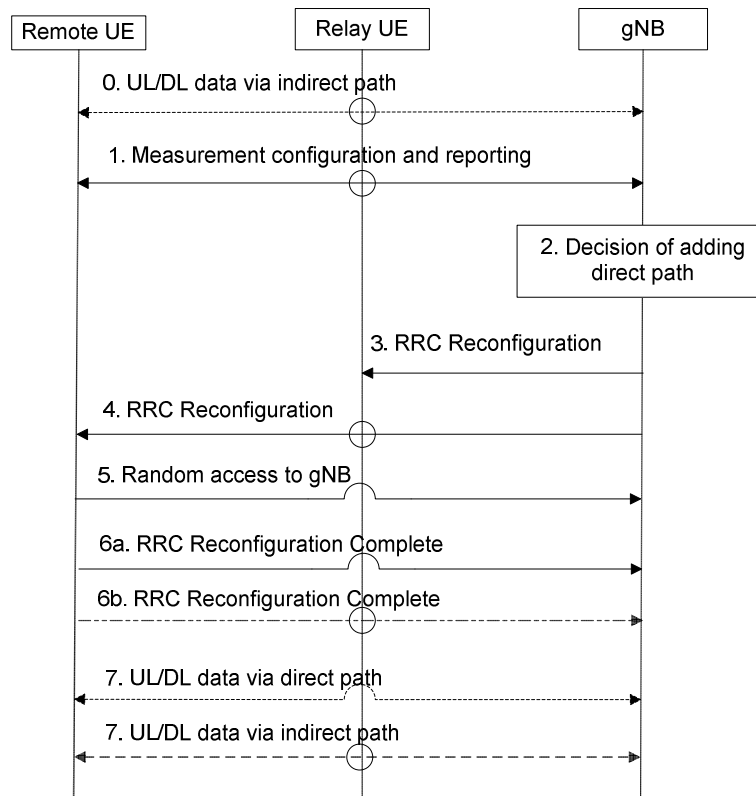 Remote UE
Relay UE
gNB
0. UL/DL data via indirect path
1. Measurement configuration and reporting
2. Decision of adding
direct path
3. RRC Reconfiguration
4. RRC Reconfiguration
5. Random access to gNB
6a. RRC Reconfiguration Complete
6b. RRC Reconfiguration Complete
7. UL/DL data via direct path
7. UL/DL data via indirect path